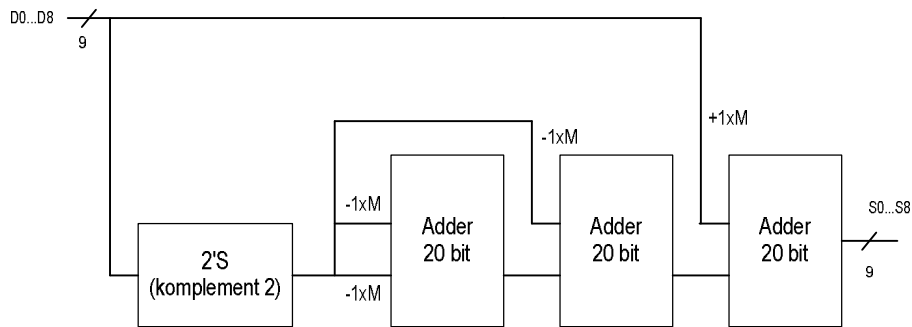 D0...D8
9
+1xM
-1xM
-1xM
Adder
20 bit
Adder
20 bit
Adder
20 bit
S0...S8
9
2'S
(komplement 2)
-1xM